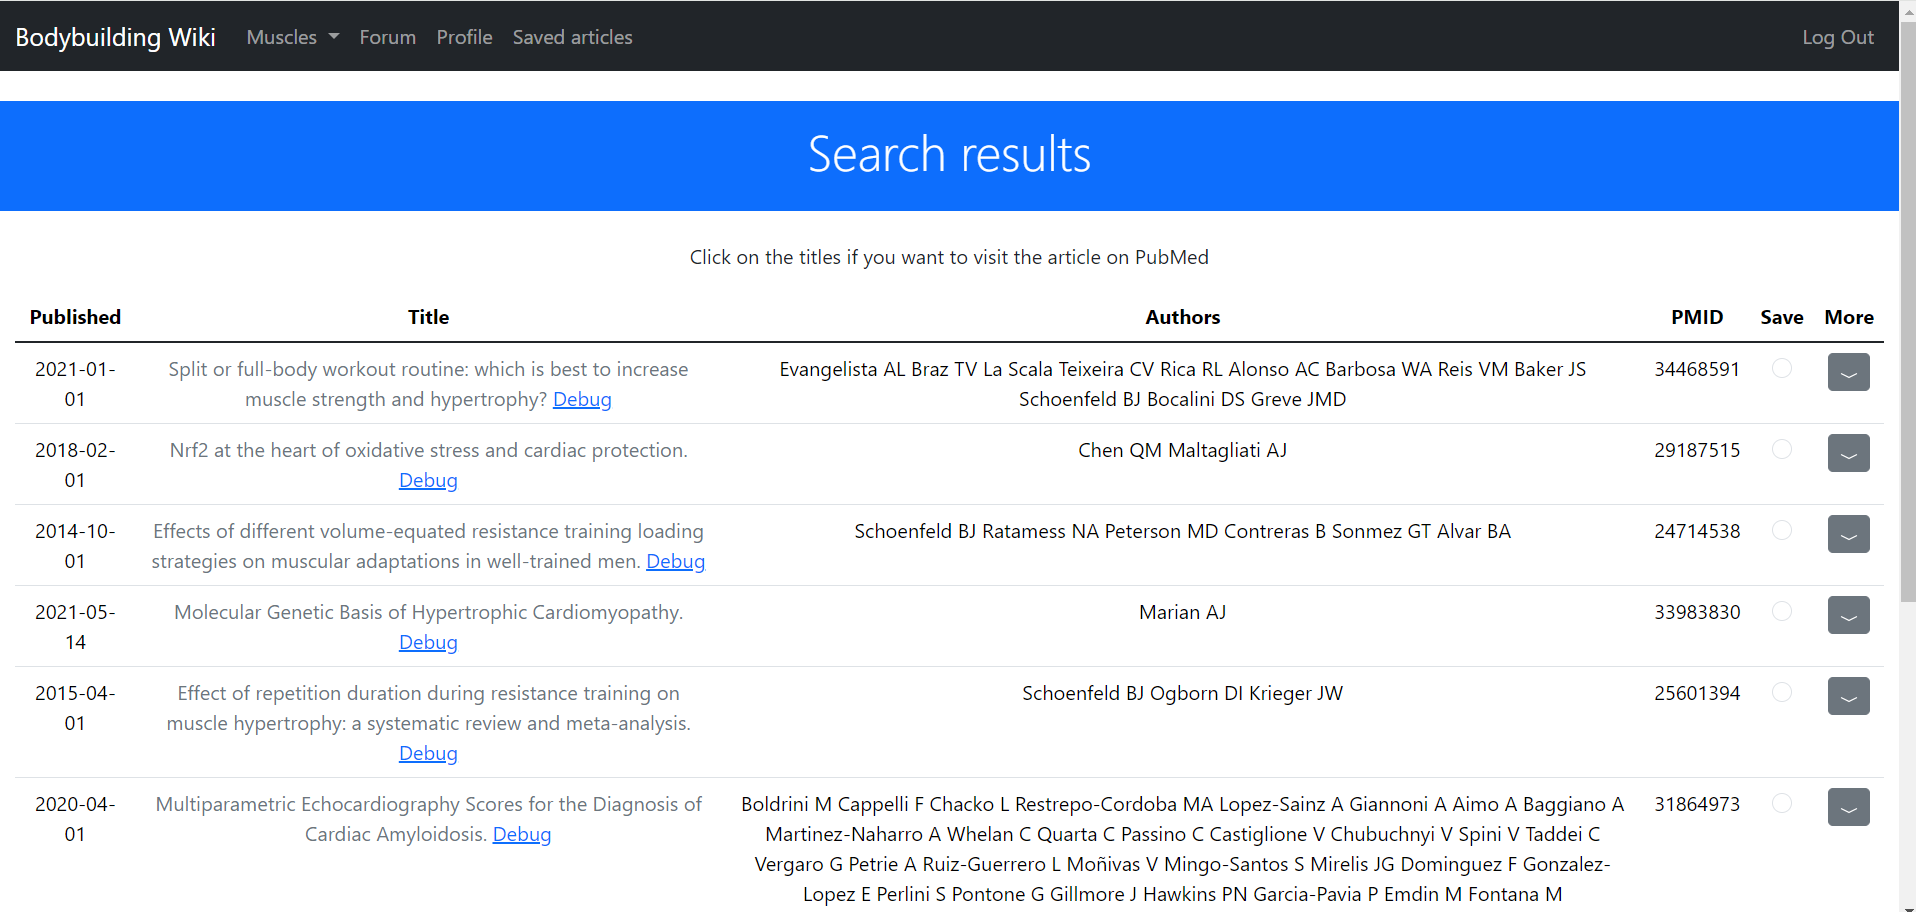 Bodybuilding Wiki Muscles Forum Profile Saved articles Log Out
Search results
Click on the titles if you want to visit the article on PubMed
Published Title Authors PMID Save More
2021-01-01 Split or full-body workout routine: which is best to increase
muscle strength and hypertrophy? Debug
Evangelista AL Braz TV La Scala Teixeira CV Rica RL Alonso AC Barbosa WA Reis VM Baker JS
Schoenfeld BJ Bocalini DS Greve JMD
34468591
2018-02-01 Nrf2 at the heart of oxidative stress and cardiac protection.
Debug
Chen QM Maltagliati AJ
29187515
2014-10-01 Effects of different volume-equated resistance training loading
strategies on muscular adaptations in well-trained men. Debug
Schoenfeld BJ Ratamess NA Peterson MD Contreras B Sonmez GT Alvar BA
24714538
2021-05-14 Molecular Genetic Basis of Hypertrophic Cardiomyopathy.
Debug
Marian AJ
33983830
2015-04-01 Effect of repetition duration during resistance training on
muscle hypertrophy: a systematic review and meta-analysis.
Debug
Schoenfeld BJ Ogborn DI Krieger JW
25601394
2020-04-01 Multiparametric Echocardiography Scores for the Diagnosis of
Cardiac Amyloidosis. Debug
Boldrini M Cappelli F Chacko L Restrepo-Cordoba MA Lopez-Sainz A Giannoni A Aimo A Baggiano A
Martinez-Naharro A Whelan C Quarta C Passino C Castiglione V Chubuchnyi V Spini V Taddei C
Vergaro G Petrie A Ruiz-Guerrero L Moñivas V Mingo-Santos S Mirelis JG Dominguez F Gonzalez-
Lopez E Perlini S Pontone G Gillmore J Hawkins PN Garcia-Pavia P Emdin M Fontana M
31864973